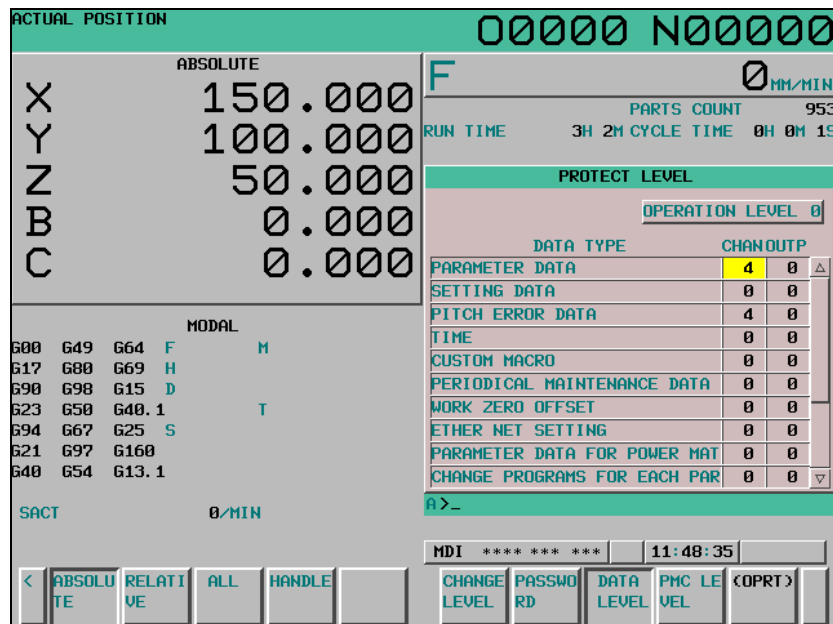 ACTUAL POSITION
O0000 N00000
ABSOLUTE
X 150.000
Y 100.000
Z 50.000
B 0.000
C 0.000
MODAL
G00 G49 G64 F M
G17 G80 G69 H
G90 G98 G15 D
G23 G50 G40.1 T
G94 G67 G25 S
G21 G97 G160
G40 G54 G13.1
SACT 0/MIN
F 0 MM/MIN
PARTS COUNT 953
RUN TIME 3H 2M CYCLE TIME 0H 0M 1S
PROTECT LEVEL
OPERATION LEVEL 0
DATA TYPE CHAN OUTP
PARAMETER DATA 4 0
SETTING DATA 0 0
PITCH ERROR DATA 4 0
TIME 0 0
CUSTOM MACRO 0 0
PERIODICAL MAINTENANCE DATA 0 0
WORK ZERO OFFSET 0 0
ETHER NET SETTING 0 0
PARAMETER DATA FOR POWER MAT 0 0
CHANGE PROGRAMS FOR EACH PAR 0 0
A>_
MDI **** *** *** 11:48:35
< ABSOLU RELATI ALL HANDLE
TE VE
CHANGE PASSWO DATA PMC LE (OPRT)
LEVEL RD LEVEL VEL